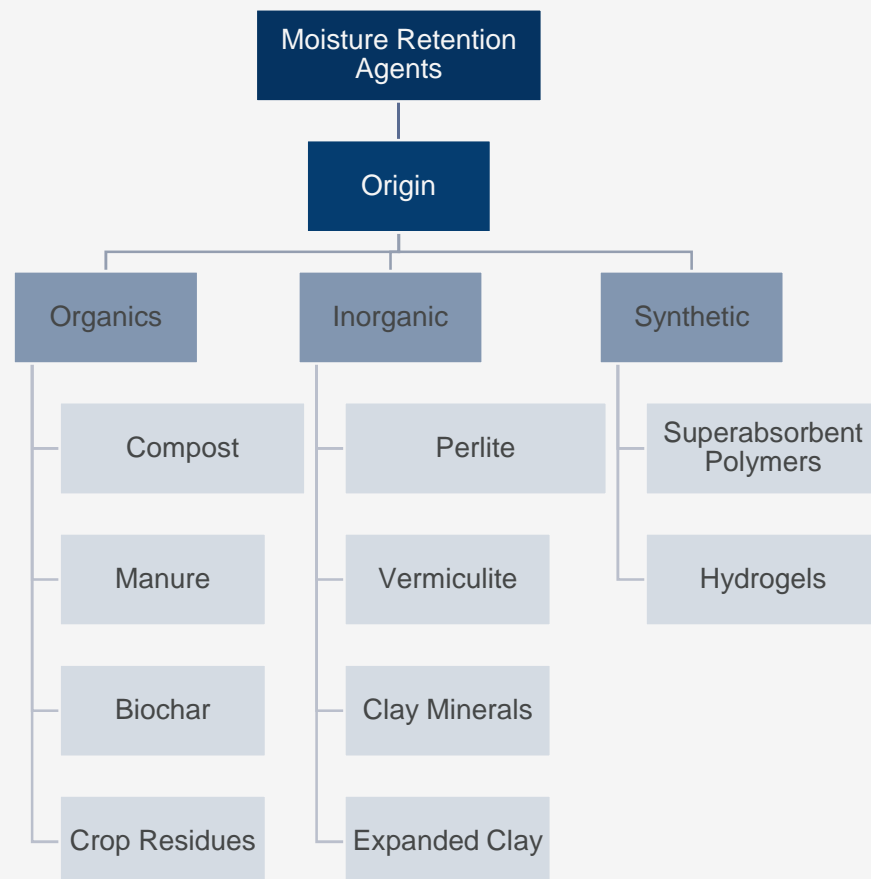 Moisture Retention
Agents
Origin
Organics
Inorganic
Synthetic
Compost
Manure
Biochar
Crop Residues
Perlite
Vermiculite
Clay Minerals
Expanded Clay
Superabsorbent
Polymers
Hydrogels